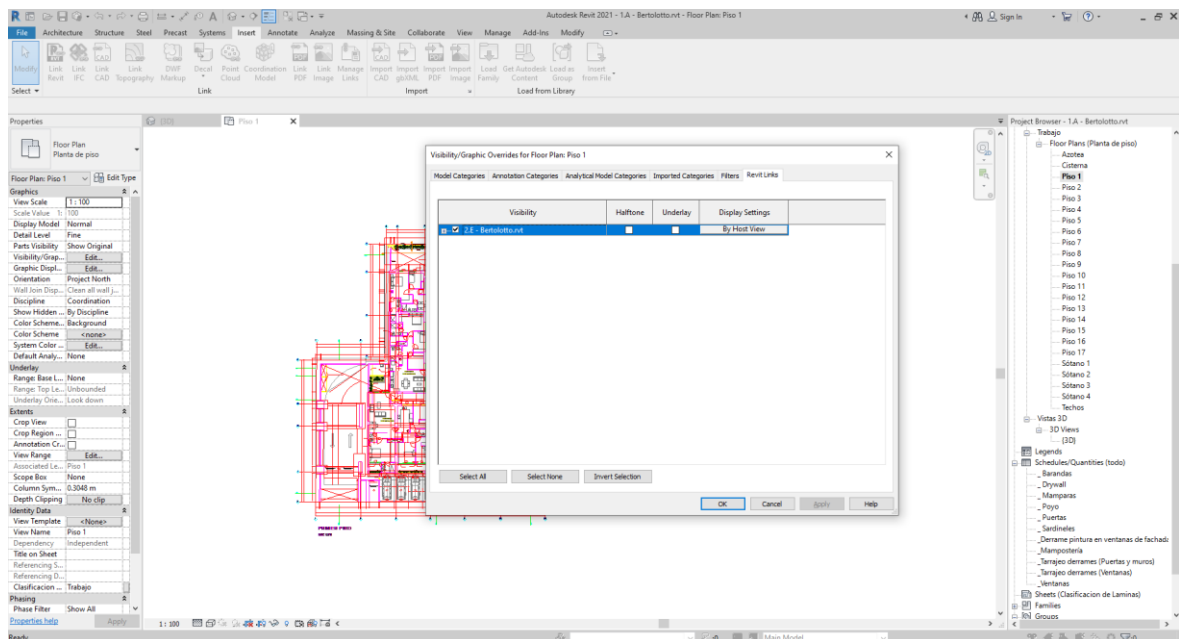 Autodesk Revit 2021 - 1.A - Bertolotto.rvt - Floor Plan: Piso 1
Sign In
File Architecture Structure Steel Precast Systems Insert Annotate Analyze Massing & Site Collaborate View Manage Add-Ins Modify
Modify Link Revit Link IFC Link CAD Link Topography DWF Markup Decal Point Cloud Coordination Model Link PDF Link Image Manage Links Import CAD Import gbXML Import PDF Import Image Load Family Get Autodesk Content Load as Group Insert from File
Select Link Import Load from Library
Properties
{3D} Piso 1
Floor Plan
Planta de piso
Floor Plan: Piso 1 Edit Type
Graphics
View Scale 1 : 100
Scale Value 1: 100
Display Model Normal
Detail Level Fine
Parts Visibility Show Original
Visibility/Grap... Edit...
Graphic Displ... Edit...
Orientation Project North
Wall Join Disp... Clean all wall j...
Discipline Coordination
Show Hidden ... By Discipline
Color Scheme... Background
Color Scheme <none>
System Color ... Edit...
Default Analy... None
Underlay
Range: Base L... None
Range: Top Le... Unbounded
Underlay Orie... Look down
Extents
Crop View
Crop Region ...
Annotation Cr...
View Range Edit...
Associated Le... Piso 1
Scope Box None
Column Sym... 0.3048 m
Depth Clipping No clip
Identity Data
View Template <None>
View Name Piso 1
Dependency Independent
Title on Sheet
Referencing S...
Referencing D...
Clasificacion ... Trabajo
Phasing
Phase Filter Show All
Properties help Apply
Ready
Visibility/Graphic Overrides for Floor Plan: Piso 1
Model Categories Annotation Categories Analytical Model Categories Imported Categories Filters Revit Links
Visibility Halftone Underlay Display Settings
2.E - Bertolotto.rvt By Host View
Select All Select None Invert Selection
OK Cancel Apply Help
1 : 100
Main Model
Project Browser - 1.A - Bertolotto.rvt
Trabajo
Floor Plans (Planta de piso)
Azotea
Cisterna
Piso 1
Piso 2
Piso 3
Piso 4
Piso 5
Piso 6
Piso 7
Piso 8
Piso 9
Piso 10
Piso 11
Piso 12
Piso 13
Piso 14
Piso 15
Piso 16
Piso 17
Sótano 1
Sótano 2
Sótano 3
Sótano 4
Techos
Vistas 3D
3D Views
{3D}
Legends
Schedules/Quantities (todo)
_Barandas
_Drywall
_Mamparas
_Poyo
_Puertas
_Sardineles
_Derrame pintura en ventanas de fachada
_Mampostería
_Tarrajeo derrames (Puertas y muros)
_Tarrajeo derrames (Ventanas)
_Ventanas
Sheets (Clasificacion de Laminas)
Families
Groups